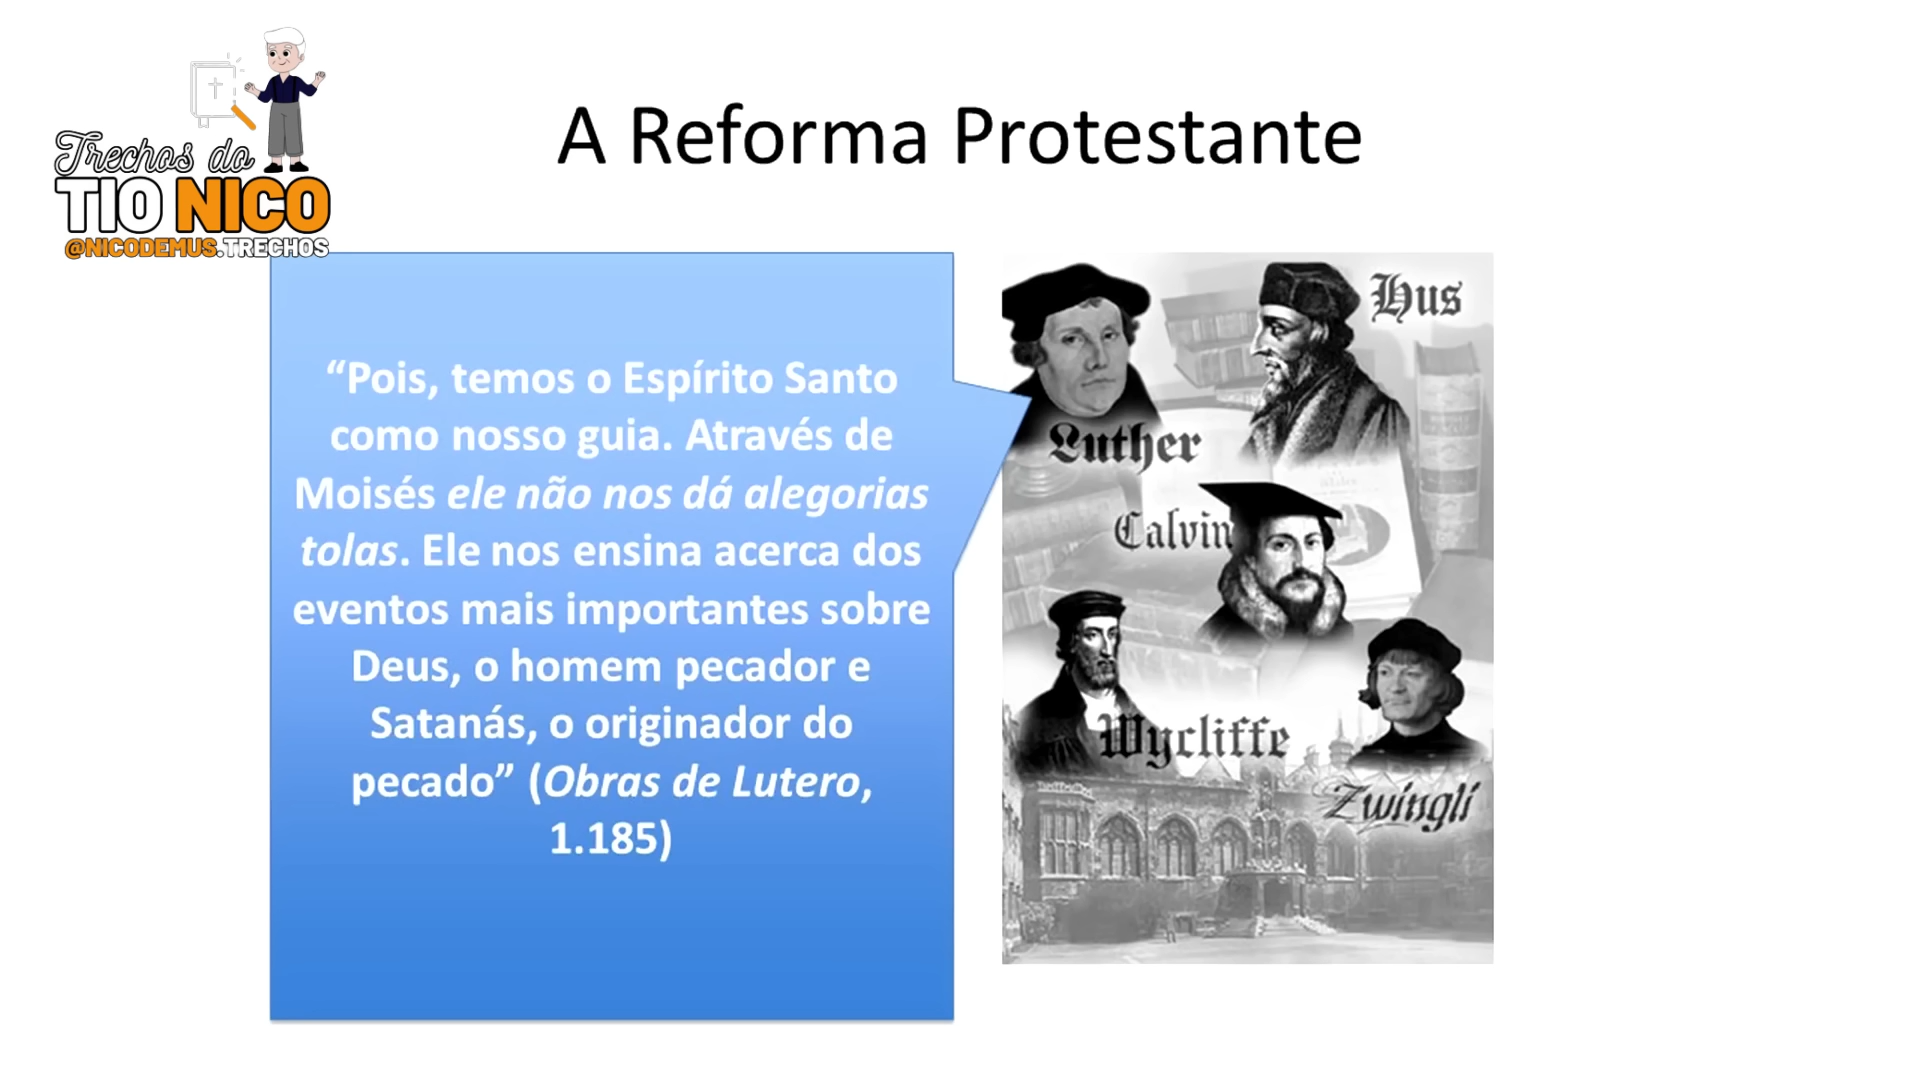 Trechos do
TIO NICO
@NICODEMUS.TRECHOS
A Reforma Protestante
“Pois, temos o Espírito Santo
como nosso guia. Através de
Moisés ele não nos dá alegorias
tolas. Ele nos ensina acerca dos
eventos mais importantes sobre
Deus, o homem pecador e
Satanás, o originador do
pecado” (Obras de Lutero,
1.185)
Hus
Luther
Calvin
Wycliffe
Zwingli